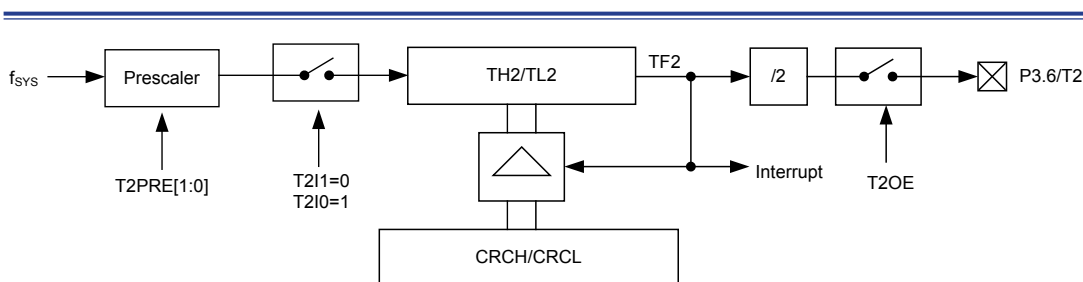 fSYS
Prescaler
TH2/TL2
TF2
/2
P3.6/T2
T2PRE[1:0]
T2I1=0
T2I0=1
Interrupt
T2OE
CRCH/CRCL